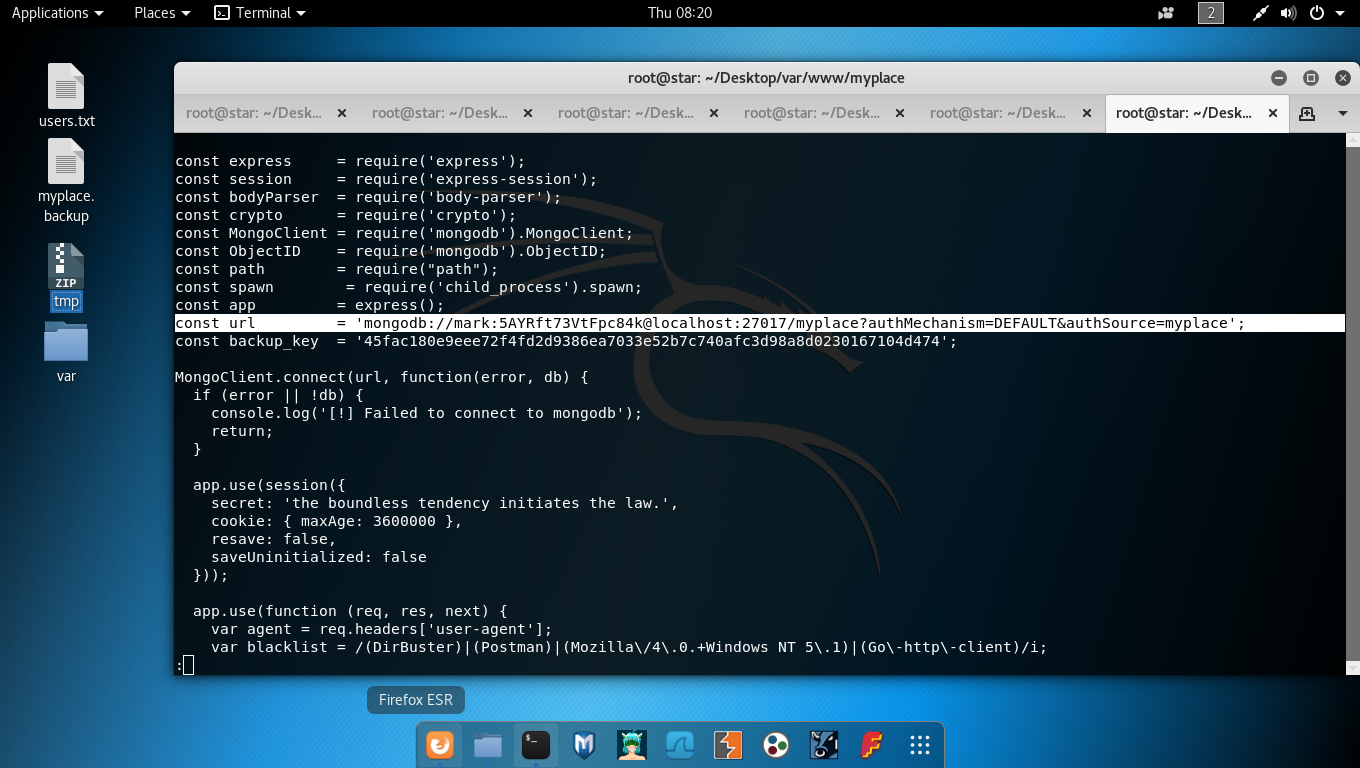 Applications Places Terminal Thu 08:20 2
users.txt
myplace.
backup
ZIP
tmp
var
root@star: ~/Desktop/var/www/myplace
root@star: ~/Desk... root@star: ~/Desk... root@star: ~/Desk... root@star: ~/Desk... root@star: ~/Desk... root@star: ~/Desk...
const express     = require('express');
const session     = require('express-session');
const bodyParser  = require('body-parser');
const crypto      = require('crypto');
const MongoClient = require('mongodb').MongoClient;
const ObjectID    = require('mongodb').ObjectID;
const path        = require("path");
const spawn        = require('child_process').spawn;
const app         = express();
const url         = 'mongodb://mark:5AYRft73VtFpc84k@localhost:27017/myplace?authMechanism=DEFAULT&authSource=myplace';
const backup_key  = '45fac180e9eee72f4fd2d9386ea7033e52b7c740afc3d98a8d0230167104d474';
MongoClient.connect(url, function(error, db) {
  if (error || !db) {
    console.log('[!] Failed to connect to mongodb');
    return;
  }
  app.use(session({
    secret: 'the boundless tendency initiates the law.',
    cookie: { maxAge: 3600000 },
    resave: false,
    saveUninitialized: false
  }));
  app.use(function (req, res, next) {
    var agent = req.headers['user-agent'];
    var blacklist = /(DirBuster)|(Postman)|(Mozilla\/4\.0.+Windows NT 5\.1)|(Go\-http\-client)/i;
:
Firefox ESR